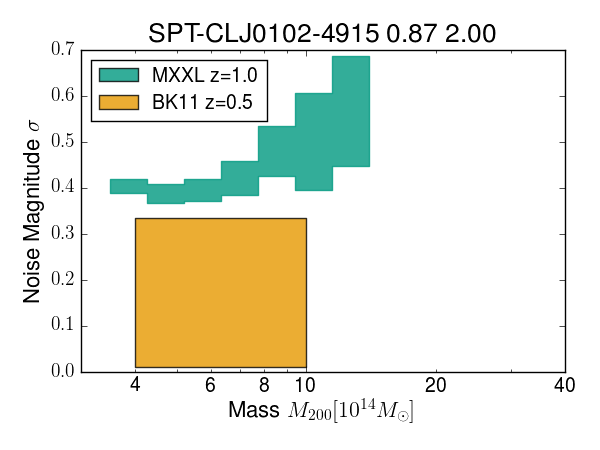 SPT-CLJ0102-4915 0.87 2.00
MXXL z=1.0
BK11 z=0.5
Noise Magnitude σ
0.7
0.6
0.5
0.4
0.3
0.2
0.1
0.0
4 6 8 10 20 40
Mass M₂₀₀[10¹⁴M☉]